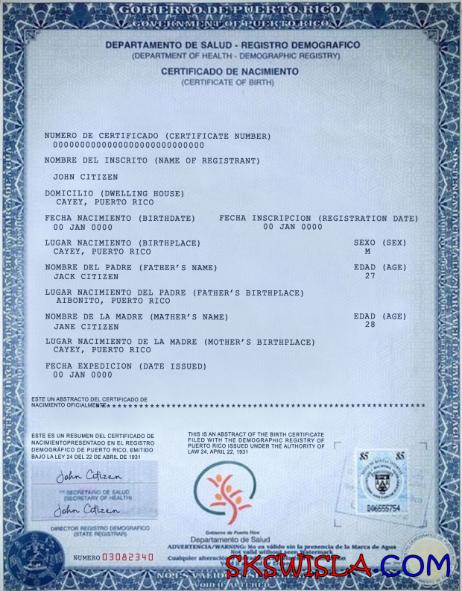 GOBIERNO DE PUERTO RICO
GOVERNMENT OF PUERTO RICO
DEPARTAMENTO DE SALUD - REGISTRO DEMOGRAFICO
(DEPARTMENT OF HEALTH - DEMOGRAPHIC REGISTRY)
CERTIFICADO DE NACIMIENTO
(CERTIFICATE OF BIRTH)
NUMERO DE CERTIFICADO (CERTIFICATE NUMBER)
0000000000000000000000000
NOMBRE DEL INSCRITO (NAME OF REGISTRANT)
JOHN CITIZEN
DOMICILIO (DWELLING HOUSE)
CAYEY, PUERTO RICO
FECHA NACIMIENTO (BIRTHDATE) FECHA INSCRIPCION (REGISTRATION DATE)
00 JAN 0000 00 JAN 0000
LUGAR NACIMIENTO (BIRTHPLACE) SEXO (SEX)
CAYEY, PUERTO RICO M
NOMBRE DEL PADRE (FATHER'S NAME) EDAD (AGE)
JACK CITIZEN 27
LUGAR NACIMIENTO DEL PADRE (FATHER'S BIRTHPLACE)
AIBONITO, PUERTO RICO
NOMBRE DE LA MADRE (MATHER'S NAME) EDAD (AGE)
JANE CITIZEN 28
LUGAR NACIMIENTO DE LA MADRE (MOTHER'S BIRTHPLACE)
CAYEY, PUERTO RICO
FECHA EXPEDICION (DATE ISSUED)
00 JAN 0000
ESTE UN ABSTRACTO DEL CERTIFICADO DE
NACIMIENTO OFICIALMENTE
ESTE ES UN RESUMEN DEL CERTIFICADO DE
NACIMIENTOPRESENTADO EN EL REGISTRO
DEMOGRÁFICO DE PUERTO RICO, EMITIDO
BAJO LA LEY 24 DEL 22 DE ABRIL DE 1931
THIS IS AN ABSTRACT OF THE BIRTH CERTIFICATE
FILED WITH THE DEMOGRAPHIC REGISTRY OF
PUERTO RICO ISSUED UNDER THE AUTHORITY OF
LAW 24, APRIL 22, 1931
John Citizen
SECRETARIO DE SALUD
(SECRETARY OF HEALTH
John Citizen
DIRECTOR REGISTRO DEMOGRAFICO
(STATE REGISTRAR)
$5 $5
D06555754
Gobierno de Puerto Rico
Departamento de Salud
NUMERO 03082340
ADVERTENCIA/WARNING: No es válido sin la presencia de la Marca de Agua
Not valid without seen Watermark
Cualquier alteración
SKSWISLA.COM